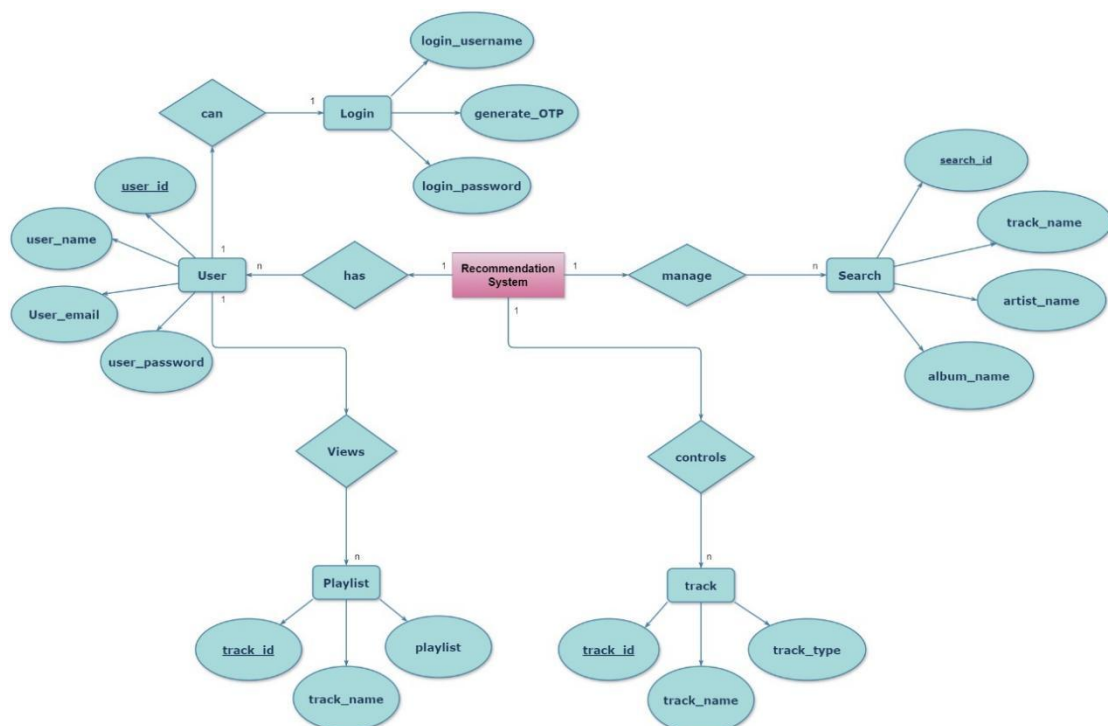 login_username
can
1
Login
generate_OTP
login_password
user_id
search_id
user_name
1
track_name
User
n
has
1
Recommendation
System
1
manage
n
Search
User_email
1
1
artist_name
user_password
album_name
Views
controls
n
n
Playlist
track
track_id
playlist
track_id
track_type
track_name
track_name